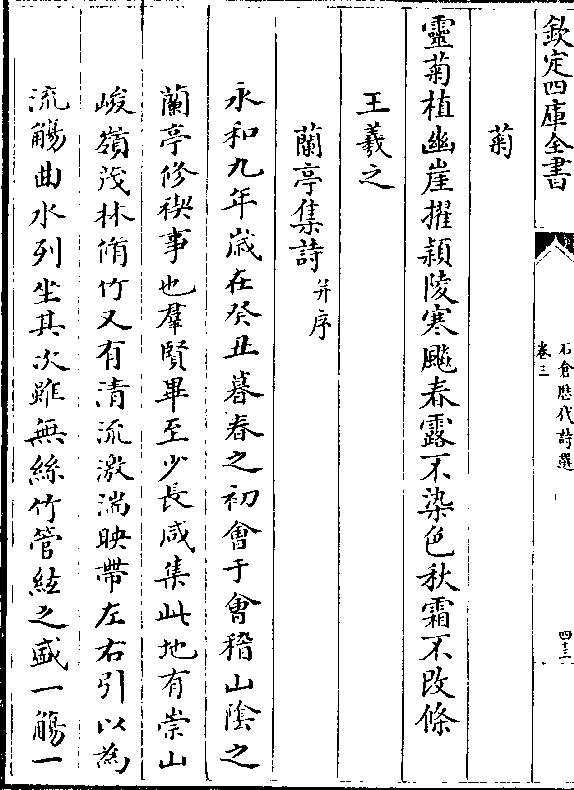 欽定四庫全書
石倉歷代詩選
卷三
四十三
菊
靈菊植幽崖擢頴陵寒飈春露不染色秋霜不改條
王羲之
蘭亭集詩并序
永和九年歲在癸丑暮春之初會于會稽山陰之
蘭亭修禊事也羣賢畢至少長咸集此地有崇山
峻嶺茂林脩竹又有清流激湍映帶左右引以為
流觴曲水列坐其次雖無絲竹管絃之盛一觴一